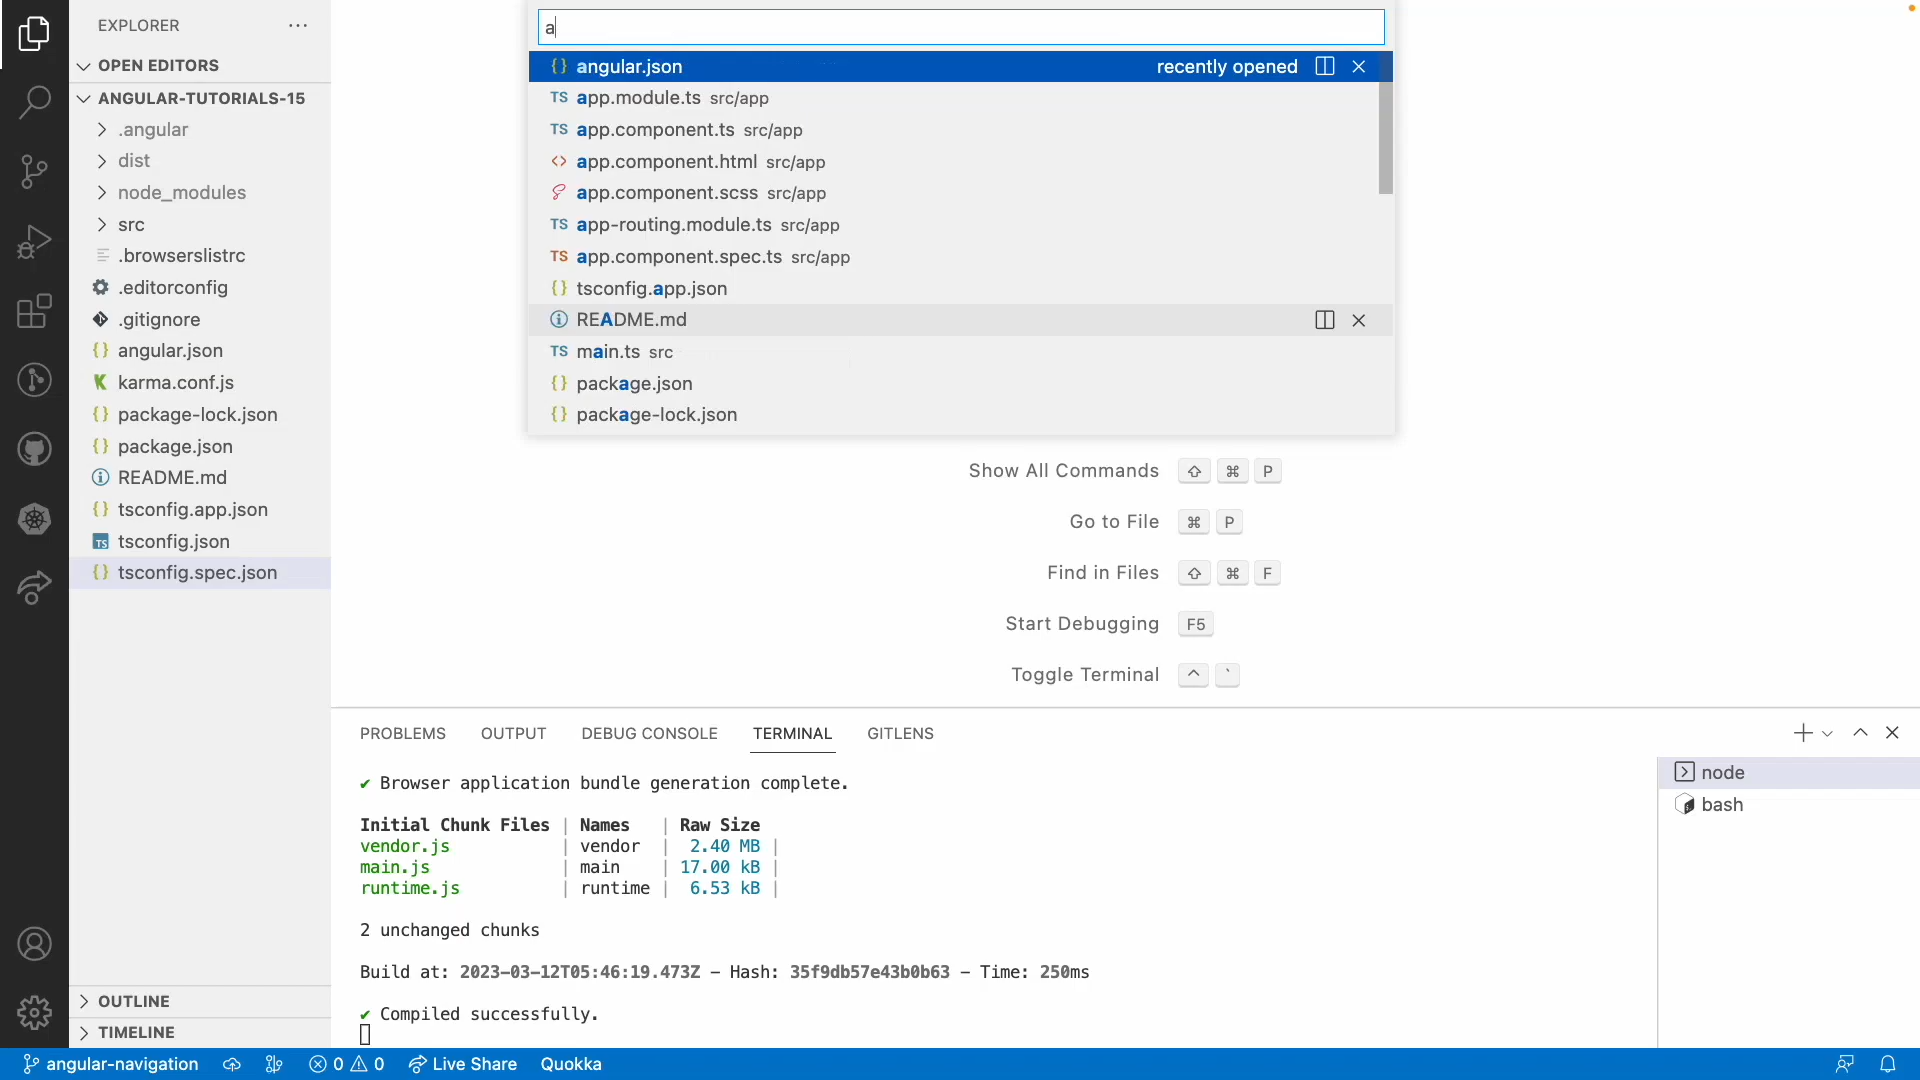 EXPLORER
OPEN EDITORS
ANGULAR-TUTORIALS-15
.angular
dist
node_modules
src
.browserslistrc
.editorconfig
.gitignore
angular.json
karma.conf.js
package-lock.json
package.json
README.md
tsconfig.app.json
TS tsconfig.json
tsconfig.spec.json
OUTLINE
TIMELINE
a
angular.json recently opened
TS app.module.ts src/app
TS app.component.ts src/app
app.component.html src/app
app.component.scss src/app
TS app-routing.module.ts src/app
TS app.component.spec.ts src/app
tsconfig.app.json
README.md
TS main.ts src
package.json
package-lock.json
Show All Commands ⇧ ⌘ P
Go to File ⌘ P
Find in Files ⇧ ⌘ F
Start Debugging F5
Toggle Terminal ^ `
PROBLEMS OUTPUT DEBUG CONSOLE TERMINAL GITLENS
✔ Browser application bundle generation complete.
Initial Chunk Files | Names | Raw Size
vendor.js | vendor | 2.40 MB |
main.js | main | 17.00 kB |
runtime.js | runtime | 6.53 kB |
2 unchanged chunks
Build at: 2023-03-12T05:46:19.473Z - Hash: 35f9db57e43b0b63 - Time: 250ms
✔ Compiled successfully.
node
bash
angular-navigation 0 0 Live Share Quokka